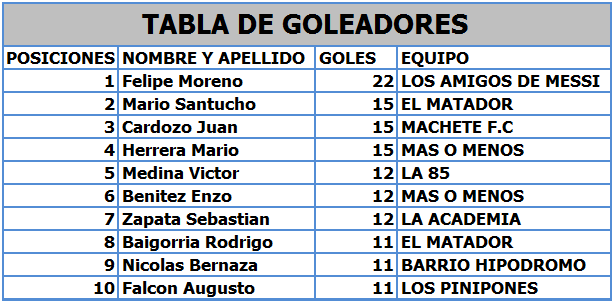 TABLA DE GOLEADORES
POSICIONES NOMBRE Y APELLIDO GOLES EQUIPO
1 Felipe Moreno 22 LOS AMIGOS DE MESSI
2 Mario Santucho 15 EL MATADOR
3 Cardozo Juan 15 MACHETE F.C
4 Herrera Mario 15 MAS O MENOS
5 Medina Victor 12 LA 85
6 Benitez Enzo 12 MAS O MENOS
7 Zapata Sebastian 12 LA ACADEMIA
8 Baigorria Rodrigo 11 EL MATADOR
9 Nicolas Bernaza 11 BARRIO HIPODROMO
10 Falcon Augusto 11 LOS PINIPONES